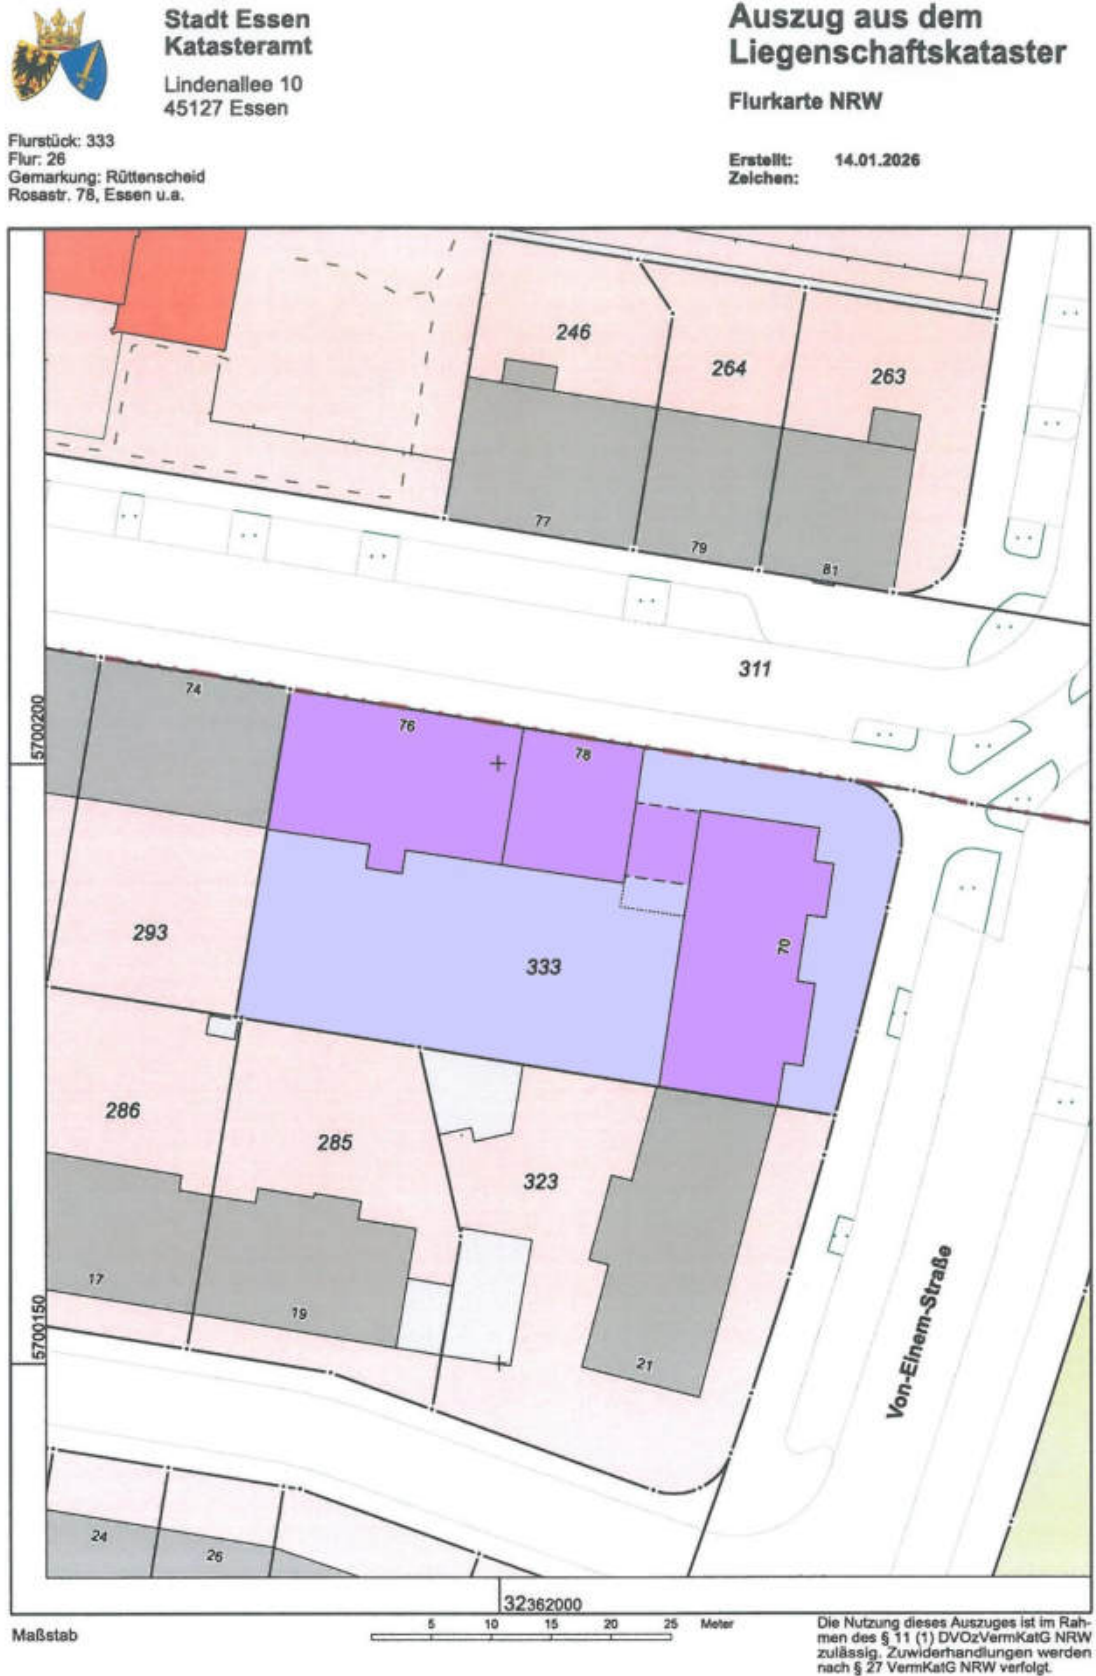 Stadt Essen
Katasteramt
Lindenallee 10
45127 Essen
Auszug aus dem
Liegenschaftskataster
Flurkarte NRW
Flurstück: 333
Flur: 26
Gemarkung: Rüttenscheid
Rosastr. 78, Essen u.a.
Erstellt: 14.01.2026
Zeichen:
246
264
263
77
79
81
311
74
76
78
5700200
293
333
70
286
285
323
17
19
21
5700150
Von-Einem-Straße
24
26
32362000
Maßstab
5 10 15 20 25 Meter
Die Nutzung dieses Auszuges ist im Rah-
men des § 11 (1) DVOzVermKatG NRW
zulässig. Zuwiderhandlungen werden
nach § 27 VermKatG NRW verfolgt.